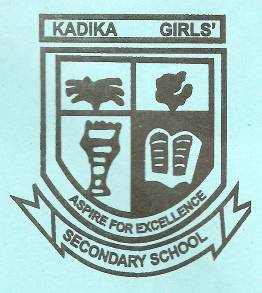 KADIKA GIRLS'
ASPIRE FOR EXCELLENCE
SECONDARY SCHOOL